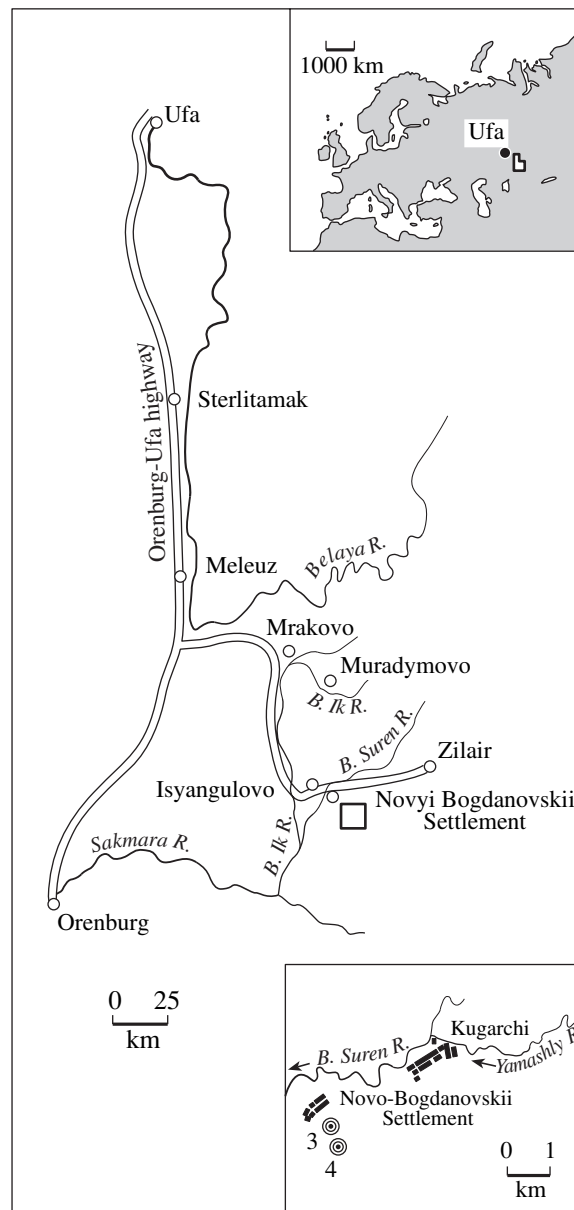 1000 km
Ufa
Ufa
Orenburg-Ufa highway
Sterlitamak
Meleuz
Belaya R.
Mrakovo
Muradymovo
B. Ik R.
B. Suren R.
Zilair
Isyangulovo
Novyi Bogdanovskii
Settlement
B. Ik R.
Sakmara R.
Orenburg
0 25
km
Kugarchi
B. Suren R.
Yamashly
Novo-Bogdanovskii
Settlement
3
4
0 1
km